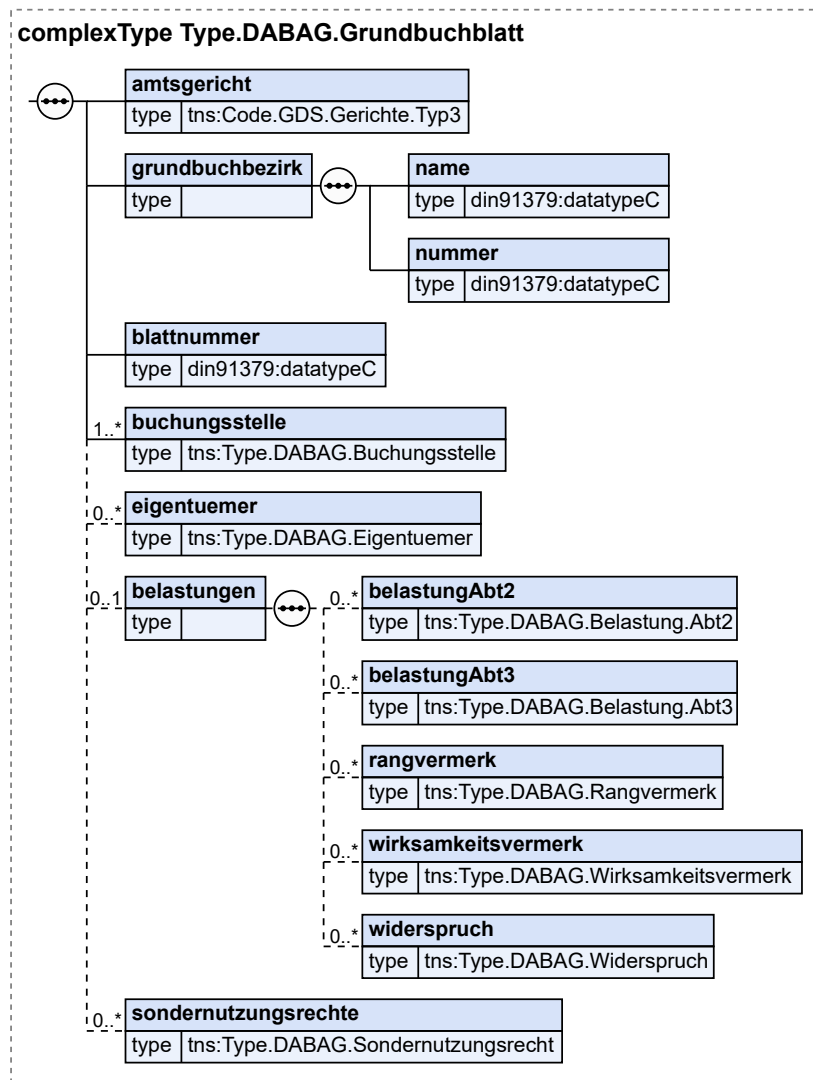 complexType Type.DABAG.Grundbuchblatt
amtsgericht
type tns:Code.GDS.Gerichte.Typ3
grundbuchbezirk
type
name
type din91379:datatypeC
nummer
type din91379:datatypeC
blattnummer
type din91379:datatypeC
1..* buchungsstelle
type tns:Type.DABAG.Buchungsstelle
0..* eigentuemer
type tns:Type.DABAG.Eigentuemer
0..1 belastungen
type
0..* belastungAbt2
type tns:Type.DABAG.Belastung.Abt2
0..* belastungAbt3
type tns:Type.DABAG.Belastung.Abt3
0..* rangvermerk
type tns:Type.DABAG.Rangvermerk
0..* wirksamkeitsvermerk
type tns:Type.DABAG.Wirksamkeitsvermerk
0..* widerspruch
type tns:Type.DABAG.Widerspruch
0..* sondernutzungsrechte
type tns:Type.DABAG.Sondernutzungsrecht